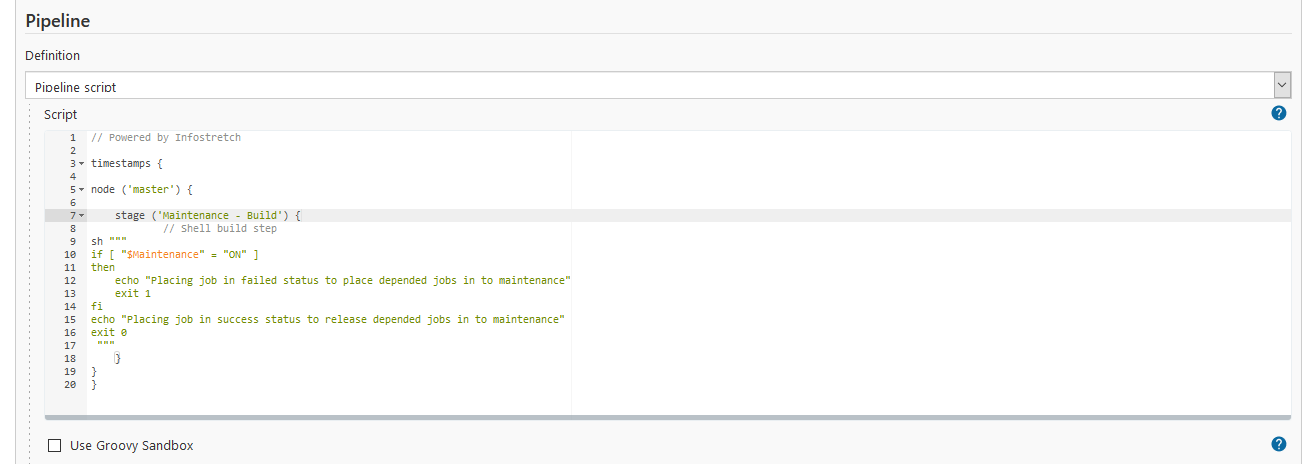 Pipeline
Definition
Pipeline script
Script
?
1 // Powered by Infostretch
2
3 timestamps {
4
5 node ('master') {
6
7 stage ('Maintenance - Build') {
8 // Shell build step
9 sh """
10 if [ "$Maintenance" = "ON" ]
11 then
12 echo "Placing job in failed status to place depended jobs in to maintenance"
13 exit 1
14 fi
15 echo "Placing job in success status to release depended jobs in to maintenance"
16 exit 0
17 """
18 }
19 }
20 }
Use Groovy Sandbox
?